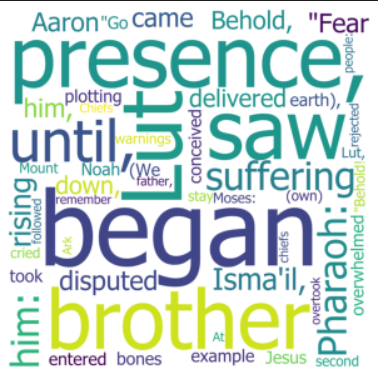 Aaron "Go came Behold, "Fear
presence,
people:
plotting delivered earth),
him, Chiefs
Lut
saw
until,
warnings
conceived
rejected
Mount Noah (We
suffering
father,
down,
rising
followed
remember
stay Moses: (own)
"Behold!
overwhelmed
began
cried
Ark
chiefs
Pharaoh:
took disputed Isma'il,
overtook
brother
him:
At
entered bones example Jesus second